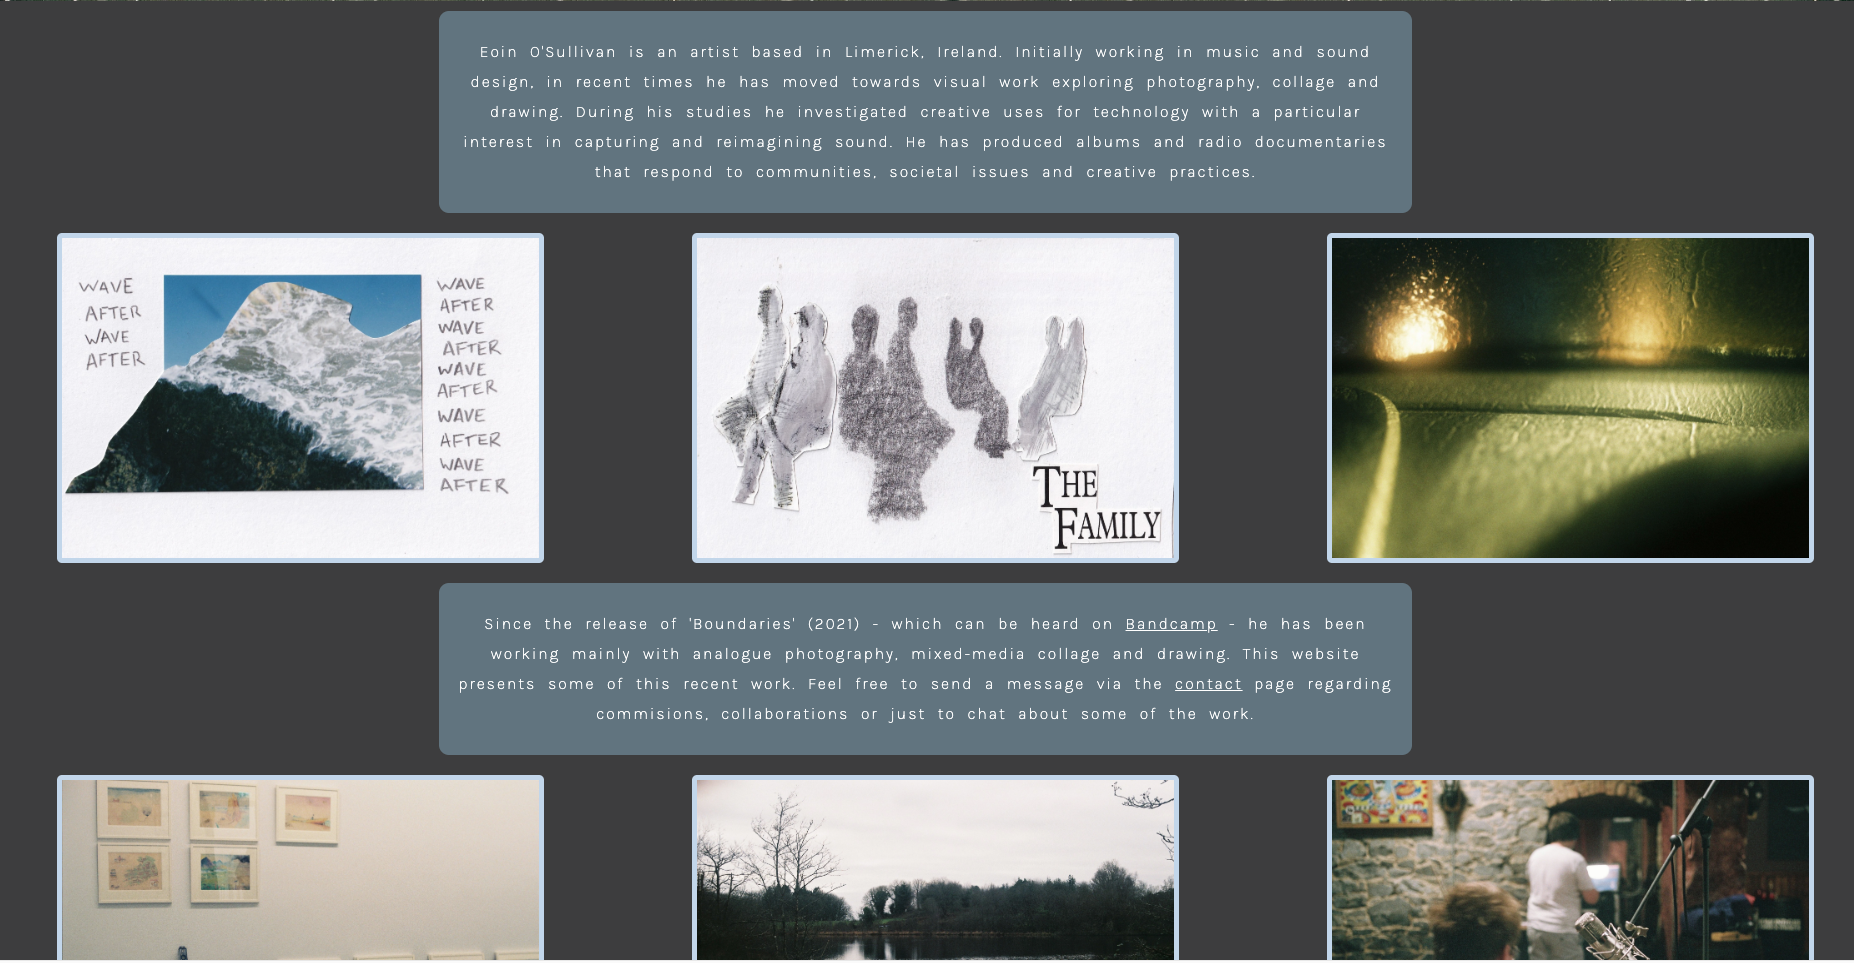 Eoin O'Sullivan is an artist based in Limerick, Ireland. Initially working in music and sound
design, in recent times he has moved towards visual work exploring photography, collage and
drawing. During his studies he investigated creative uses for technology with a particular
interest in capturing and reimagining sound. He has produced albums and radio documentaries
that respond to communities, societal issues and creative practices.
WAVE
AFTER
WAVE
AFTER
WAVE
AFTER
WAVE
AFTER
WAVE
AFTER
WAVE
AFTER
WAVE
AFTER
THE
FAMILY
Since the release of 'Boundaries' (2021) - which can be heard on Bandcamp - he has been
working mainly with analogue photography, mixed-media collage and drawing. This website
presents some of this recent work. Feel free to send a message via the contact page regarding
commisions, collaborations or just to chat about some of the work.